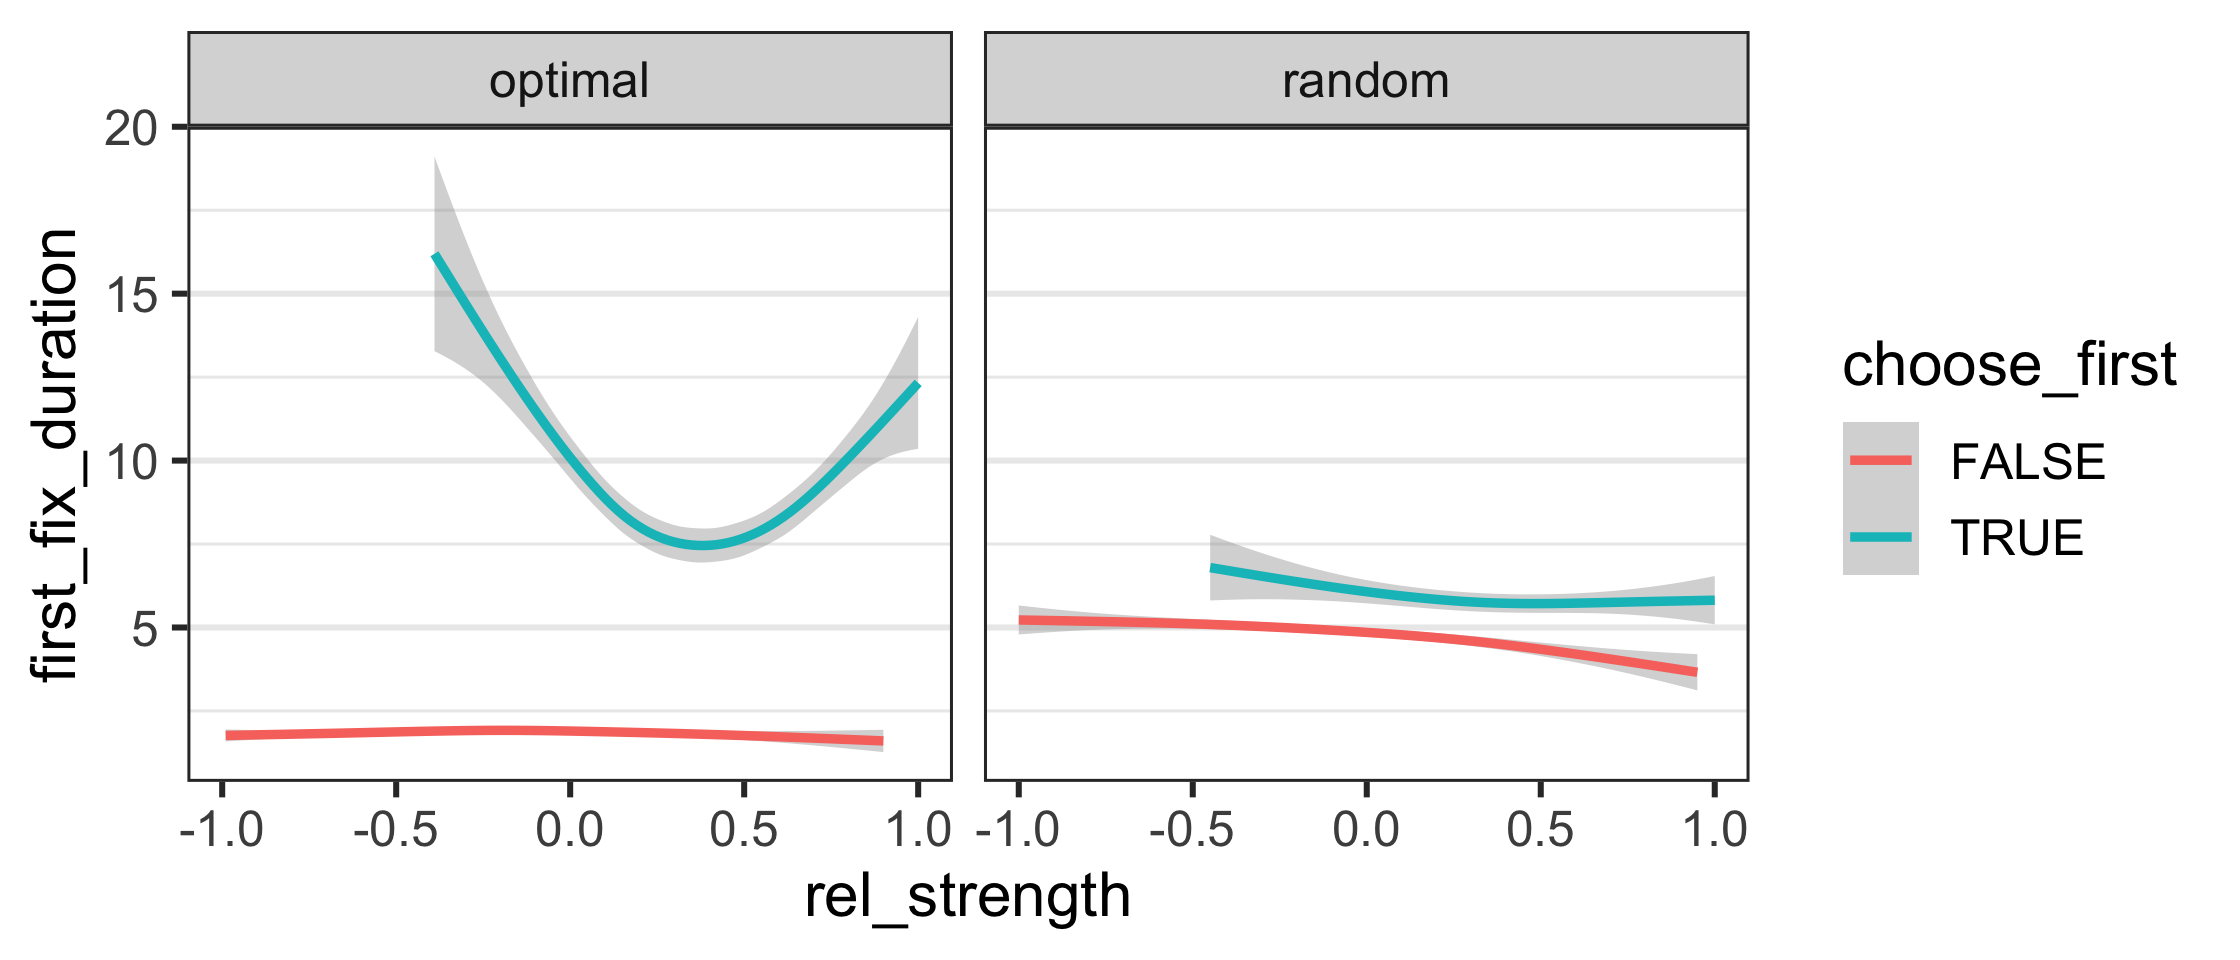 optimal
random
20
15
10
5
first_fix_duration
-1.0 -0.5 0.0 0.5 1.0
-1.0 -0.5 0.0 0.5 1.0
rel_strength
choose_first
FALSE
TRUE